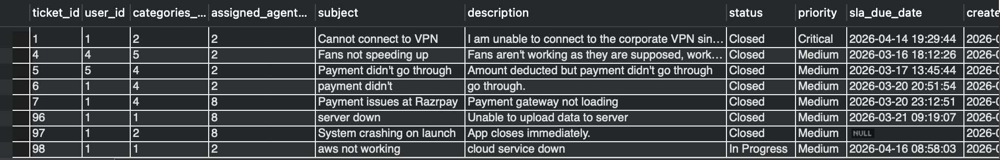 ticket_id user_id categories_... assigned_agent... subject description status priority sla_due_date create
1 1 2 2 Cannot connect to VPN I am unable to connect to the corporate VPN sin... Closed Critical 2026-04-14 19:29:44 2026-0
4 4 5 2 Fans not speeding up Fans aren't working as they are supposed, work... Closed Medium 2026-03-16 18:12:26 2026-0
5 5 4 2 Payment didn't go through Amount deducted but payment didn't go through Closed Medium 2026-03-17 13:45:44 2026-0
6 1 4 2 payment didn't go through. Closed Medium 2026-03-20 20:51:54 2026-0
7 1 4 8 Payment issues at Razrpay Payment gateway not loading Closed Medium 2026-03-20 23:12:51 2026-0
96 1 1 8 server down Unable to upload data to server Closed Medium 2026-03-21 09:19:07 2026-0
97 1 2 8 System crashing on launch App closes immediately. Closed Medium NULL 2026-0
98 1 1 2 aws not working cloud service down In Progress Medium 2026-04-16 08:58:03 2026-0